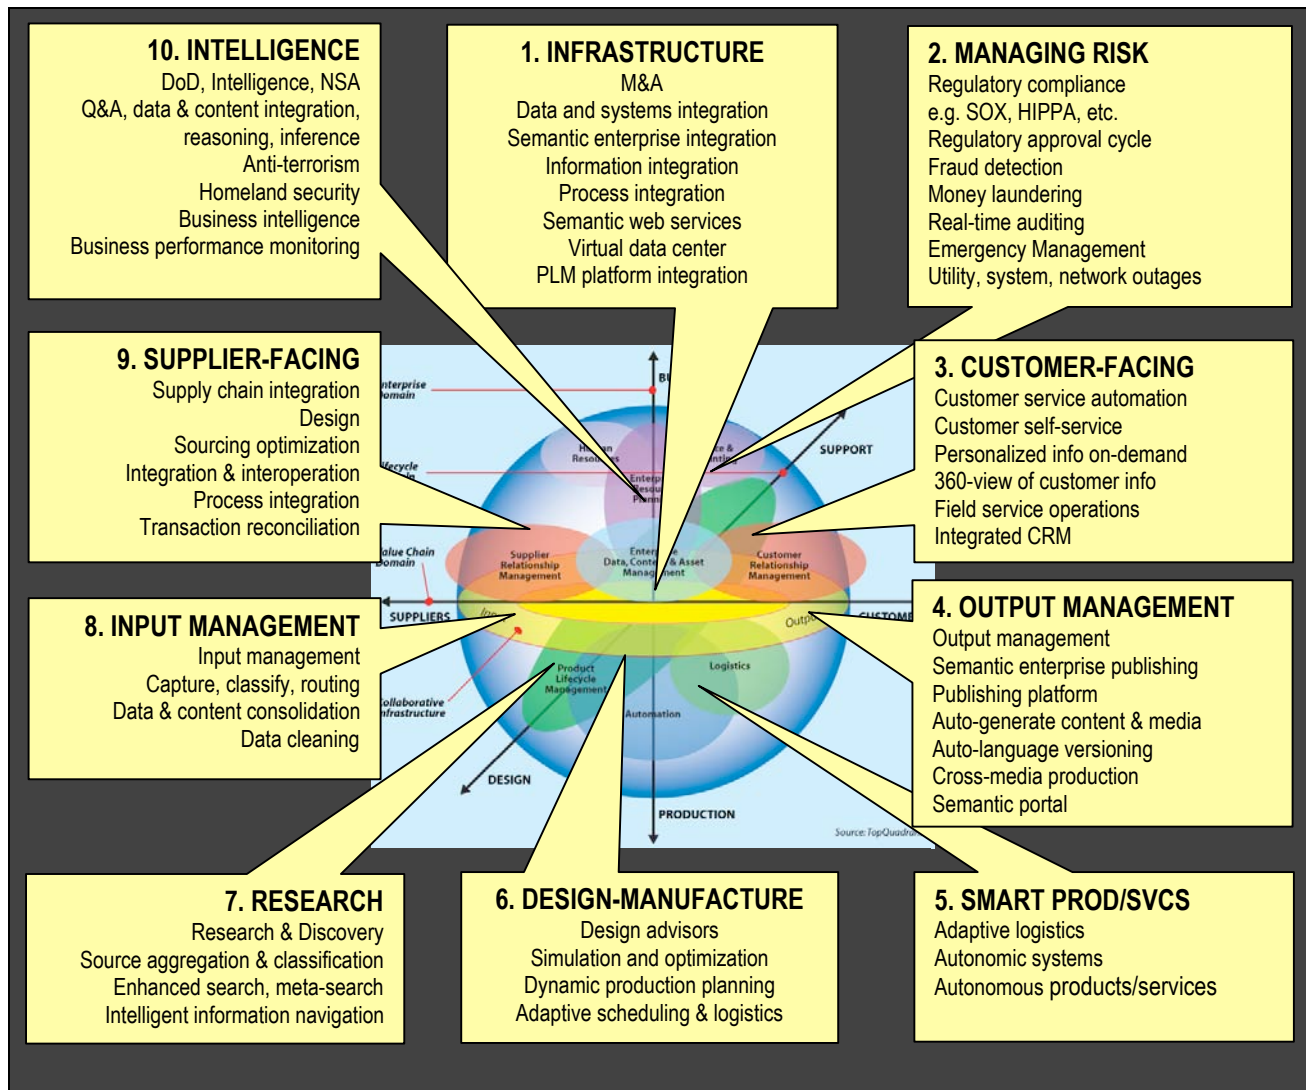 10. INTELLIGENCE
DoD, Intelligence, NSA
Q&A, data & content integration,
reasoning, inference
Anti-terrorism
Homeland security
Business intelligence
Business performance monitoring
1. INFRASTRUCTURE
M&A
Data and systems integration
Semantic enterprise integration
Information integration
Process integration
Semantic web services
Virtual data center
PLM platform integration
2. MANAGING RISK
Regulatory compliance
e.g. SOX, HIPPA, etc.
Regulatory approval cycle
Fraud detection
Money laundering
Real-time auditing
Emergency Management
Utility, system, network outages
9. SUPPLIER-FACING
Supply chain integration
Design
Sourcing optimization
Integration & interoperation
Process integration
Transaction reconciliation
3. CUSTOMER-FACING
Customer service automation
Customer self-service
Personalized info on-demand
360-view of customer info
Field service operations
Integrated CRM
SUPPORT
Supplier
Relationship
Management
Data,
& Asset
Customer
Relationship
Management
Domain
SUPPLIERS
8. INPUT MANAGEMENT
Input management
Capture, classify, routing
Data & content consolidation
Data cleaning
4. OUTPUT MANAGEMENT
Output management
Semantic enterprise publishing
Publishing platform
Auto-generate content & media
Auto-language versioning
Cross-media production
Semantic portal
Product
Lifecycle
Management
Logistics
Automation
DESIGN
PRODUCTION
Source:
7. RESEARCH
Research & Discovery
Source aggregation & classification
Enhanced search, meta-search
Intelligent information navigation
6. DESIGN-MANUFACTURE
Design advisors
Simulation and optimization
Dynamic production planning
Adaptive scheduling & logistics
5. SMART PROD/SVCS
Adaptive logistics
Autonomic systems
Autonomous products/services